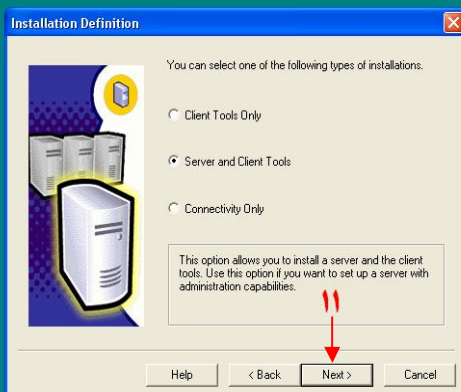 Installation Definition
You can select one of the following types of installations.
Client Tools Only
Server and Client Tools
Connectivity Only
This option allows you to install a server and the client
tools. Use this option if you want to set up a server with
administration capabilities.
۱۱
Help
< Back
Next >
Cancel